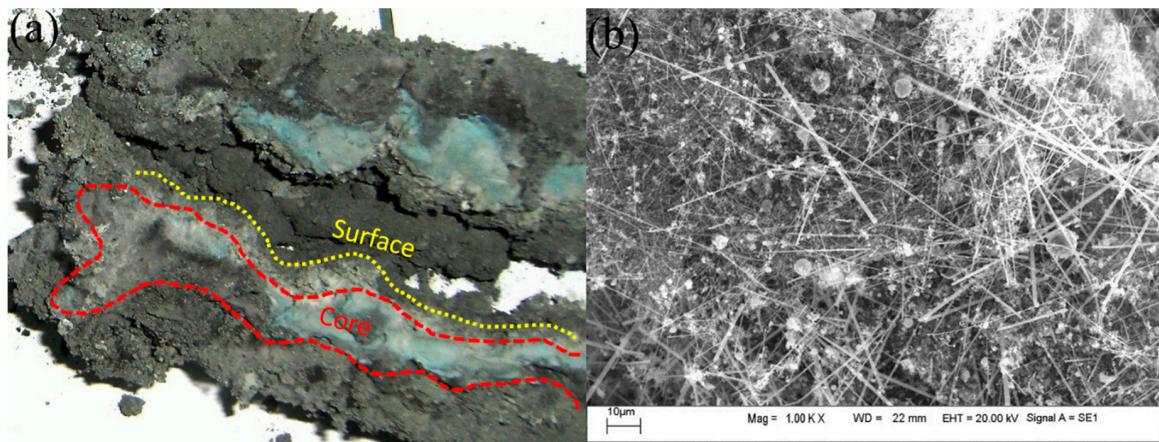 (a)
Surface
Core
(b)
10µm
Mag = 1.00 K X WD = 22 mm EHT = 20.00 kV Signal A = SE1